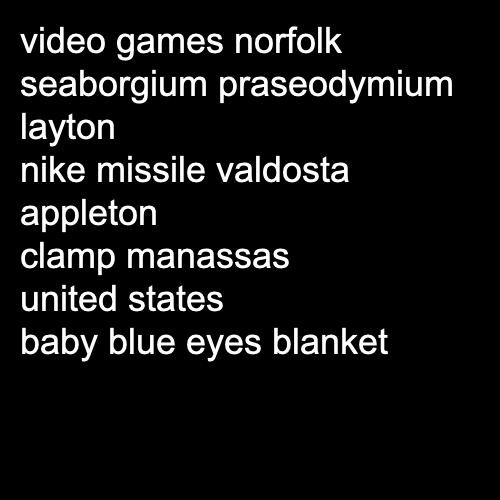 video games norfolk
seaborgium praseodymium
layton
nike missile valdosta
appleton
clamp manassas
united states
baby blue eyes blanket